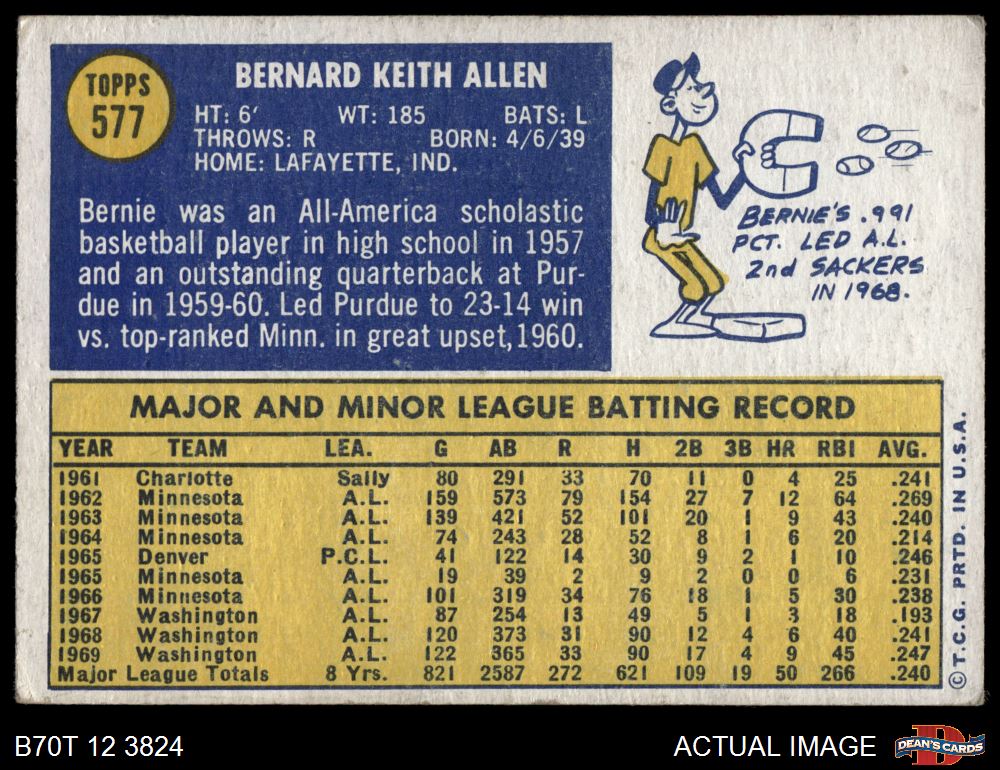 TOPPS
577
BERNARD KEITH ALLEN
HT: 6' WT: 185 BATS: L
THROWS: R BORN: 4/6/39
HOME: LAFAYETTE, IND.
Bernie was an All-America scholastic
basketball player in high school in 1957
and an outstanding quarterback at Pur-
due in 1959-60. Led Purdue to 23-14 win
vs. top-ranked Minn. in great upset, 1960.
BERNIE'S .991
PCT. LED A.L.
2nd SACKERS
IN 1968.
MAJOR AND MINOR LEAGUE BATTING RECORD
YEAR TEAM LEA. G AB R H 2B 3B HR RBI AVG.
1961 Charlotte Sally 80 291 33 70 11 0 4 25 .241
1962 Minnesota A.L. 159 573 79 154 27 7 12 64 .269
1963 Minnesota A.L. 139 421 52 101 20 1 9 43 .240
1964 Minnesota A.L. 74 243 28 52 8 1 6 20 .214
1965 Denver P.C.L. 41 122 14 30 9 2 1 10 .246
1965 Minnesota A.L. 19 39 2 9 2 0 0 6 .231
1966 Minnesota A.L. 101 319 34 76 18 1 5 30 .238
1967 Washington A.L. 87 254 13 49 5 1 3 18 .193
1968 Washington A.L. 120 373 31 90 12 4 6 40 .241
1969 Washington A.L. 122 365 33 90 17 4 9 45 .247
Major League Totals 8 Yrs. 821 2587 272 621 109 19 50 266 .240
© T.C.G. PRTD. IN U.S.A.
B70T 12 3824
ACTUAL IMAGE
D
DEAN'S CARDS